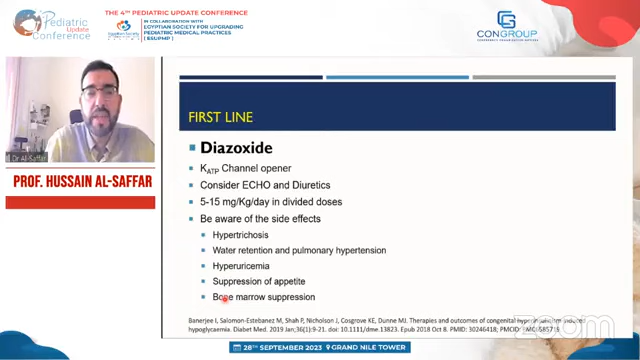 Pediatric
Update
Conference
THE 4TH PEDIATRIC UPDATE CONFERENCE
IN COLLABORATION WITH
EGYPTIAN SOCIETY FOR UPGRADING
PEDIATRIC MEDICAL PRACTICES
( ESUPMP )
CONGROUP
Dr Al-Saffar
PROF. HUSSAIN AL-SAFFAR
FIRST LINE
Diazoxide
KATP Channel opener
Consider ECHO and Diuretics
5-15 mg/Kg/day in divided doses
Be aware of the side effects
Hypertrichosis
Water retention and pulmonary hypertension
Hyperuricemia
Suppression of appetite
Bone marrow suppression
Banerjee I, Salomon-Estebanez M, Shah P, Nicholson J, Cosgrove KE, Dunne MJ. Therapies and outcomes of congenital hyperinsulinism-induced
hypoglycaemia. Diabet Med. 2019 Jan;36(1):9-21. doi: 10.1111/dme.13823. Epub 2018 Oct 8. PMID: 30246418; PMCID:
zoom
28TH SEPTEMBER 2023 GRAND NILE TOWER